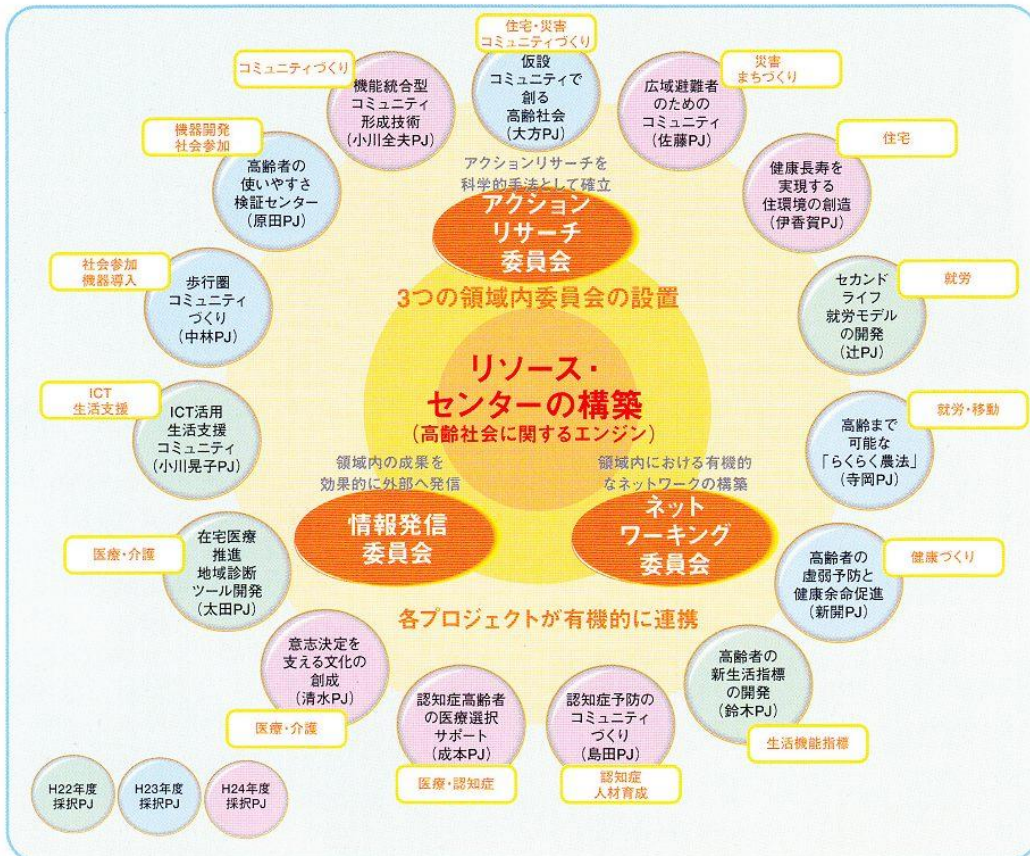 住宅・災害
コミュニティづくり
仮設
コミュニティで
創る
高齢社会
(大方PJ)
災害
まちづくり
広域避難者
のための
コミュニティ
(佐藤PJ)
住宅
健康長寿を
実現する
住環境の創造
(伊香賀PJ)
就労
セカンド
ライフ
就労モデル
の開発
(辻PJ)
就労・移動
高齢まで
可能な
「らくらく農法」
(寺岡PJ)
健康づくり
高齢者の
虚弱予防と
健康余命促進
(新開PJ)
高齢者の
新生活指標
の開発
(鈴木PJ)
生活機能指標
認知症予防の
コミュニティ
づくり
(島田PJ)
認知症
人材育成
認知症高齢者
の医療選択
サポート
(成本PJ)
医療・認知症
意志決定を
支える文化の
創成
(清水PJ)
医療・介護
医療・介護
在宅医療
推進
地域診断
ツール開発
(太田PJ)
ICT
生活支援
ICT活用
生活支援
コミュニティ
(小川晃子PJ)
社会参加
機器導入
歩行圏
コミュニティ
づくり
(中林PJ)
機器開発
社会参加
高齢者の
使いやすさ
検証センター
(原田PJ)
コミュニティづくり
機能統合型
コミュニティ
形成技術
(小川全夫PJ)
アクションリサーチを
科学的手法として確立
アクション
リサーチ
委員会
3つの領域内委員会の設置
リソース・
センターの構築
(高齢社会に関するエンジン)
領域内の成果を
効果的に外部へ発信
情報発信
委員会
領域内における有機的
なネットワークの構築
ネット
ワーキング
委員会
各プロジェクトが有機的に連携
H22年度
採択PJ
H23年度
採択PJ
H24年度
採択PJ